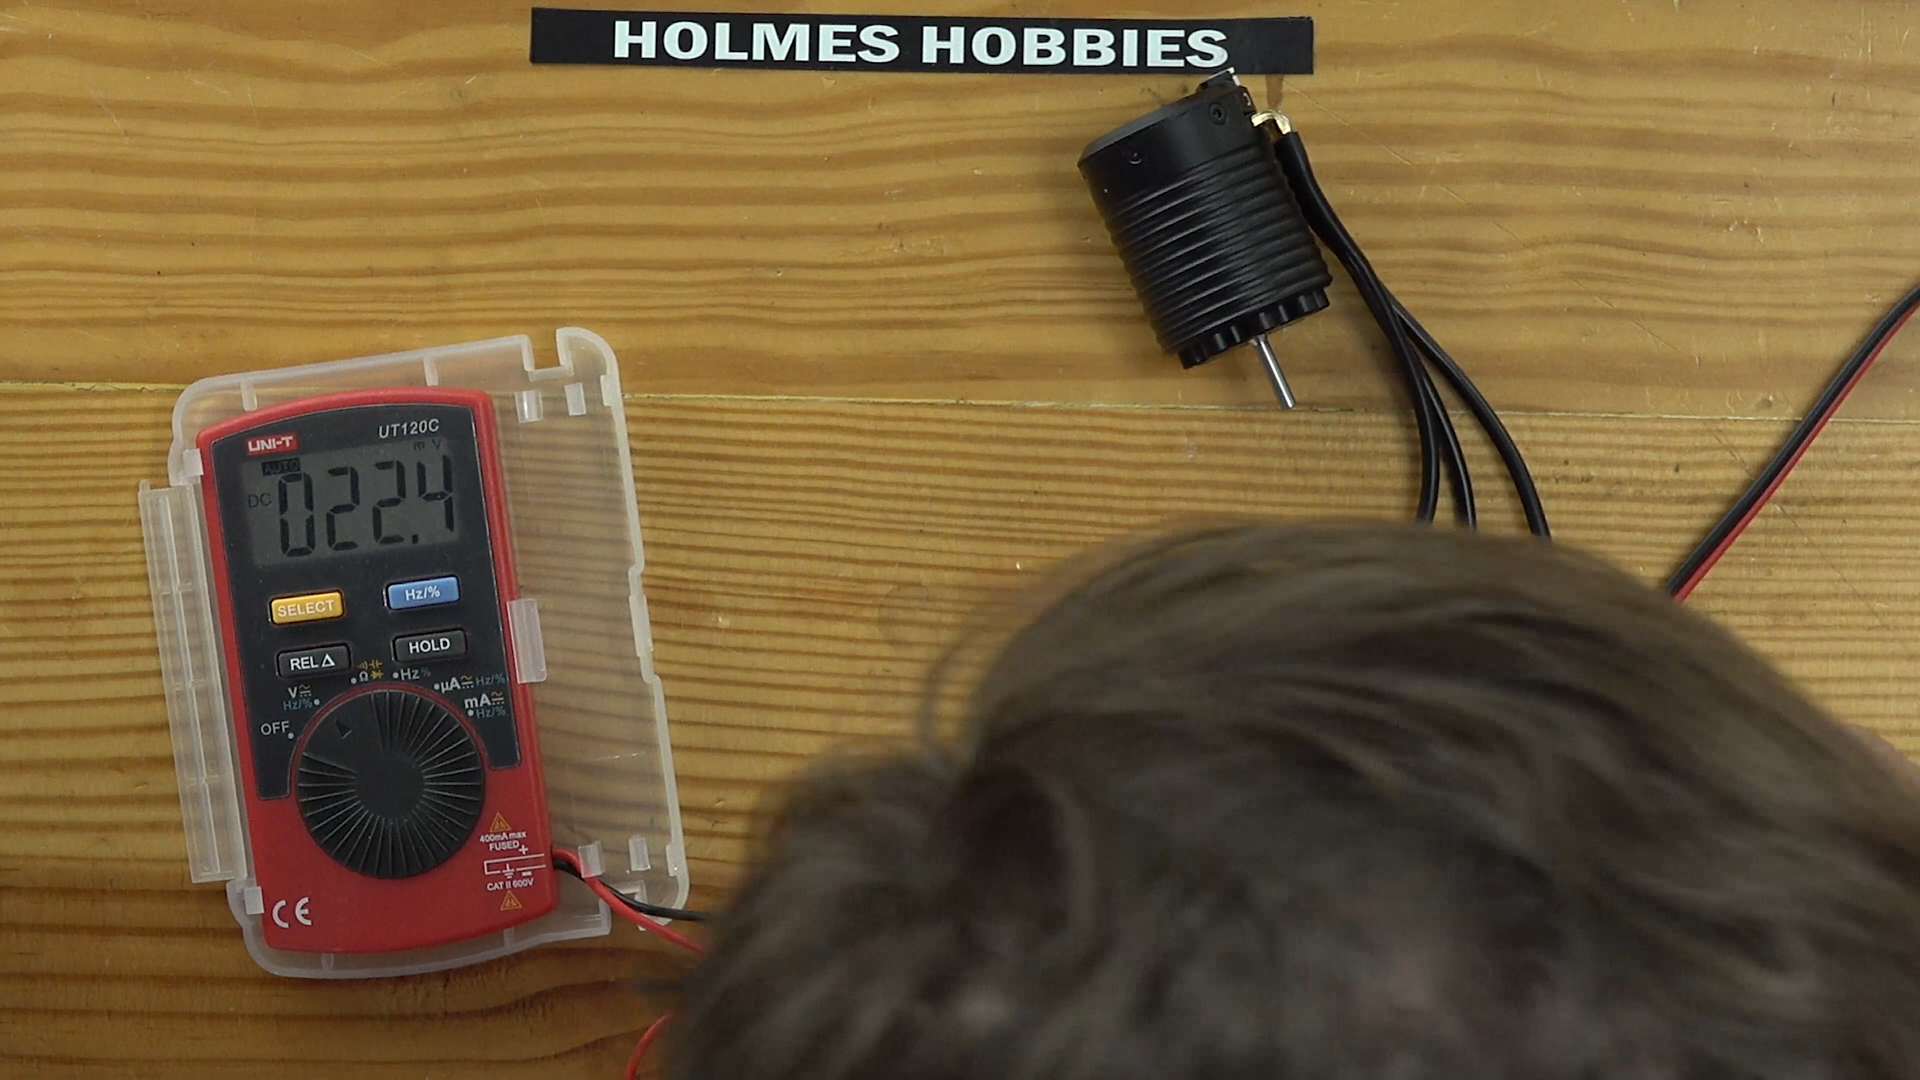 HOLMES HOBBIES
UNI-T
UT120C
m V
AUTO
DC 022.4
SELECT
Hz/%
REL Δ
HOLD
V
Hz/%
Ω
Hz%
μA Hz/%
mA
Hz/%
OFF
400mA max
FUSED
+
CAT II 600V
CE